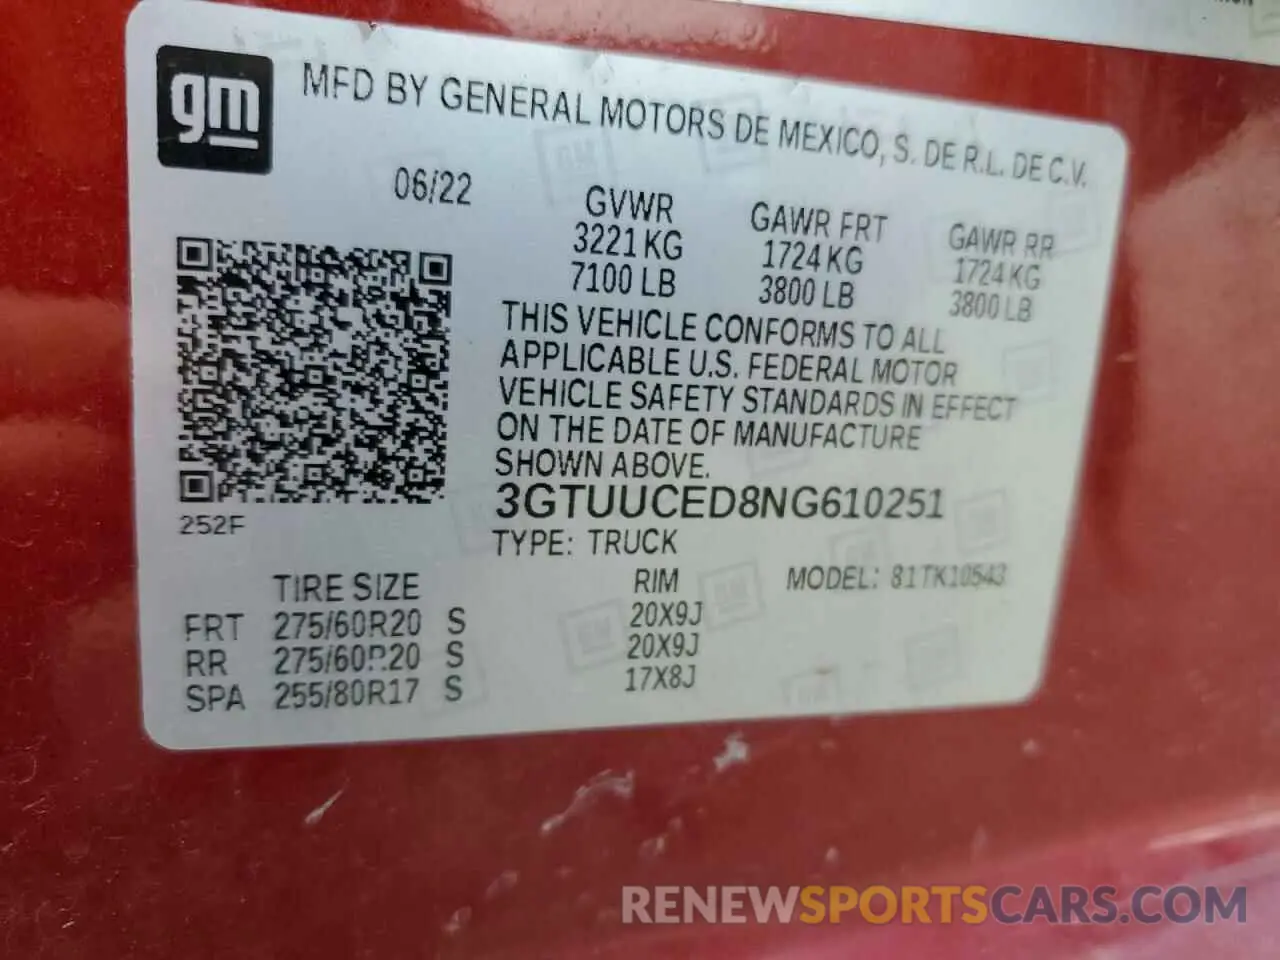 gm
MFD BY GENERAL MOTORS DE MEXICO, S. DE R.L. DE C.V.
06/22
GVWR
3221 KG
7100 LB
GAWR FRT
1724 KG
3800 LB
GAWR RR
1724 KG
3800 LB
THIS VEHICLE CONFORMS TO ALL
APPLICABLE U.S. FEDERAL MOTOR
VEHICLE SAFETY STANDARDS IN EFFECT
ON THE DATE OF MANUFACTURE
SHOWN ABOVE.
3GTUUCED8NG610251
252F
TYPE: TRUCK
TIRE SIZE RIM MODEL: 81TK10543
FRT 275/60R20 S 20X9J
RR 275/60R20 S 20X9J
SPA 255/80R17 S 17X8J
RENEWSPORTSCARS.COM